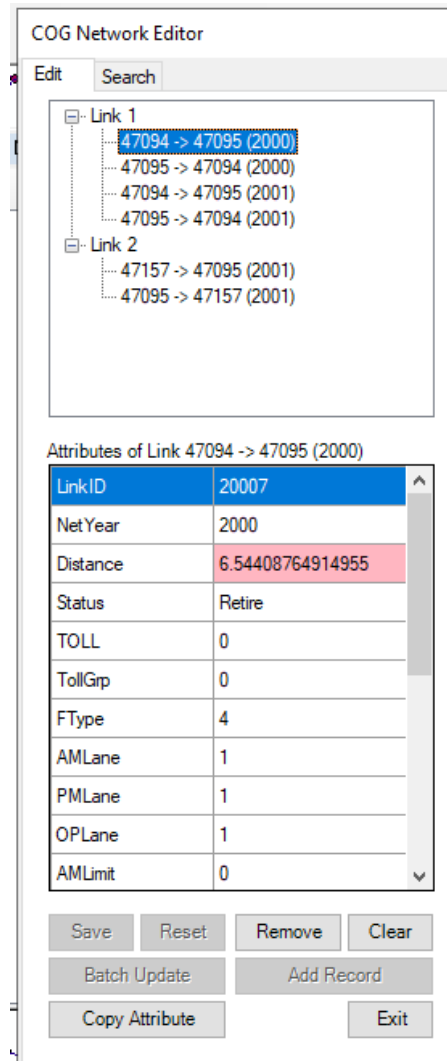 COG Network Editor
Edit Search
Link 1
47094 -> 47095 (2000)
47095 -> 47094 (2000)
47094 -> 47095 (2001)
47095 -> 47094 (2001)
Link 2
47157 -> 47095 (2001)
47095 -> 47157 (2001)
Attributes of Link 47094 -> 47095 (2000)
LinkID 20007
NetYear 2000
Distance 6.54408764914955
Status Retire
TOLL 0
TollGrp 0
FType 4
AMLane 1
PMLane 1
OPLane 1
AMLimit 0
Save Reset Remove Clear
Batch Update Add Record
Copy Attribute Exit